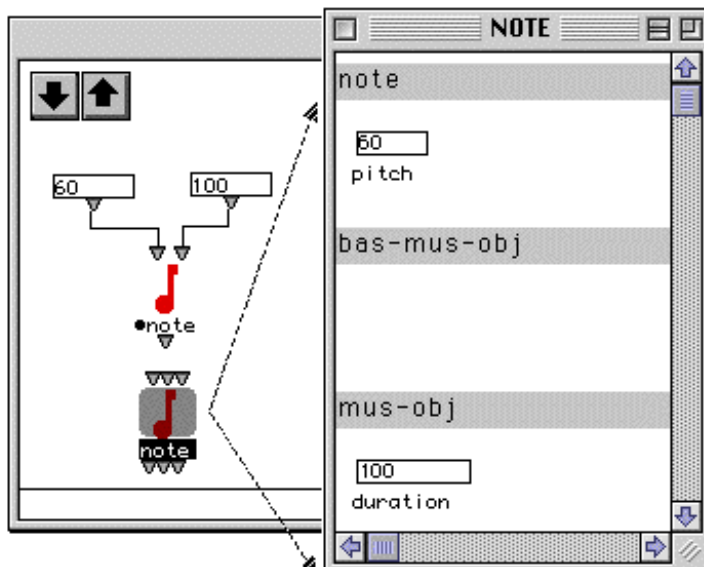 60
100
●note
note
NOTE
note
60
pitch
bas-mus-obj
mus-obj
100
duration